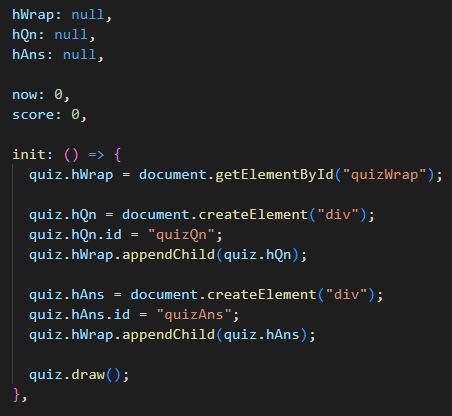 hWrap: null,
hQn: null,
hAns: null,
now: 0,
score: 0,
init: () => {
quiz.hWrap = document.getElementById("quizWrap");
quiz.hQn = document.createElement("div");
quiz.hQn.id = "quizQn";
quiz.hWrap.appendChild(quiz.hQn);
quiz.hAns = document.createElement("div");
quiz.hAns.id = "quizAns";
quiz.hWrap.appendChild(quiz.hAns);
quiz.draw();
},